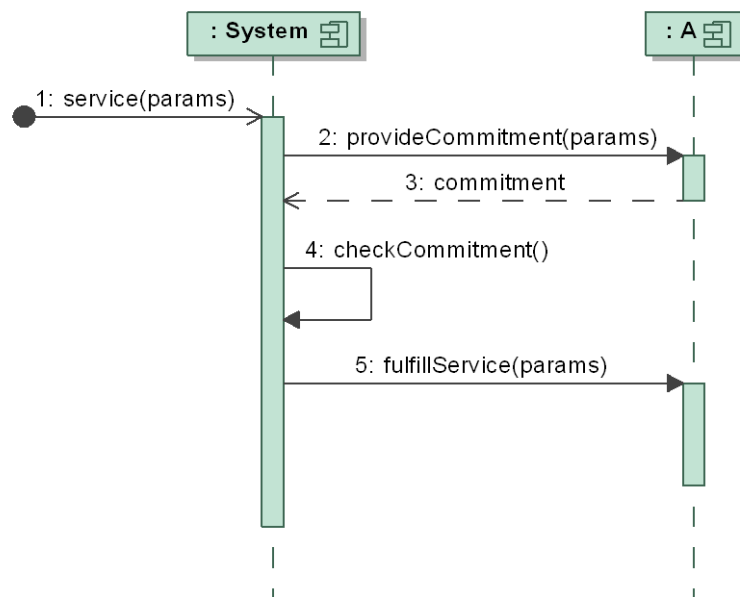 : System
: A
1: service(params)
2: provideCommitment(params)
3: commitment
4: checkCommitment()
5: fulfillService(params)